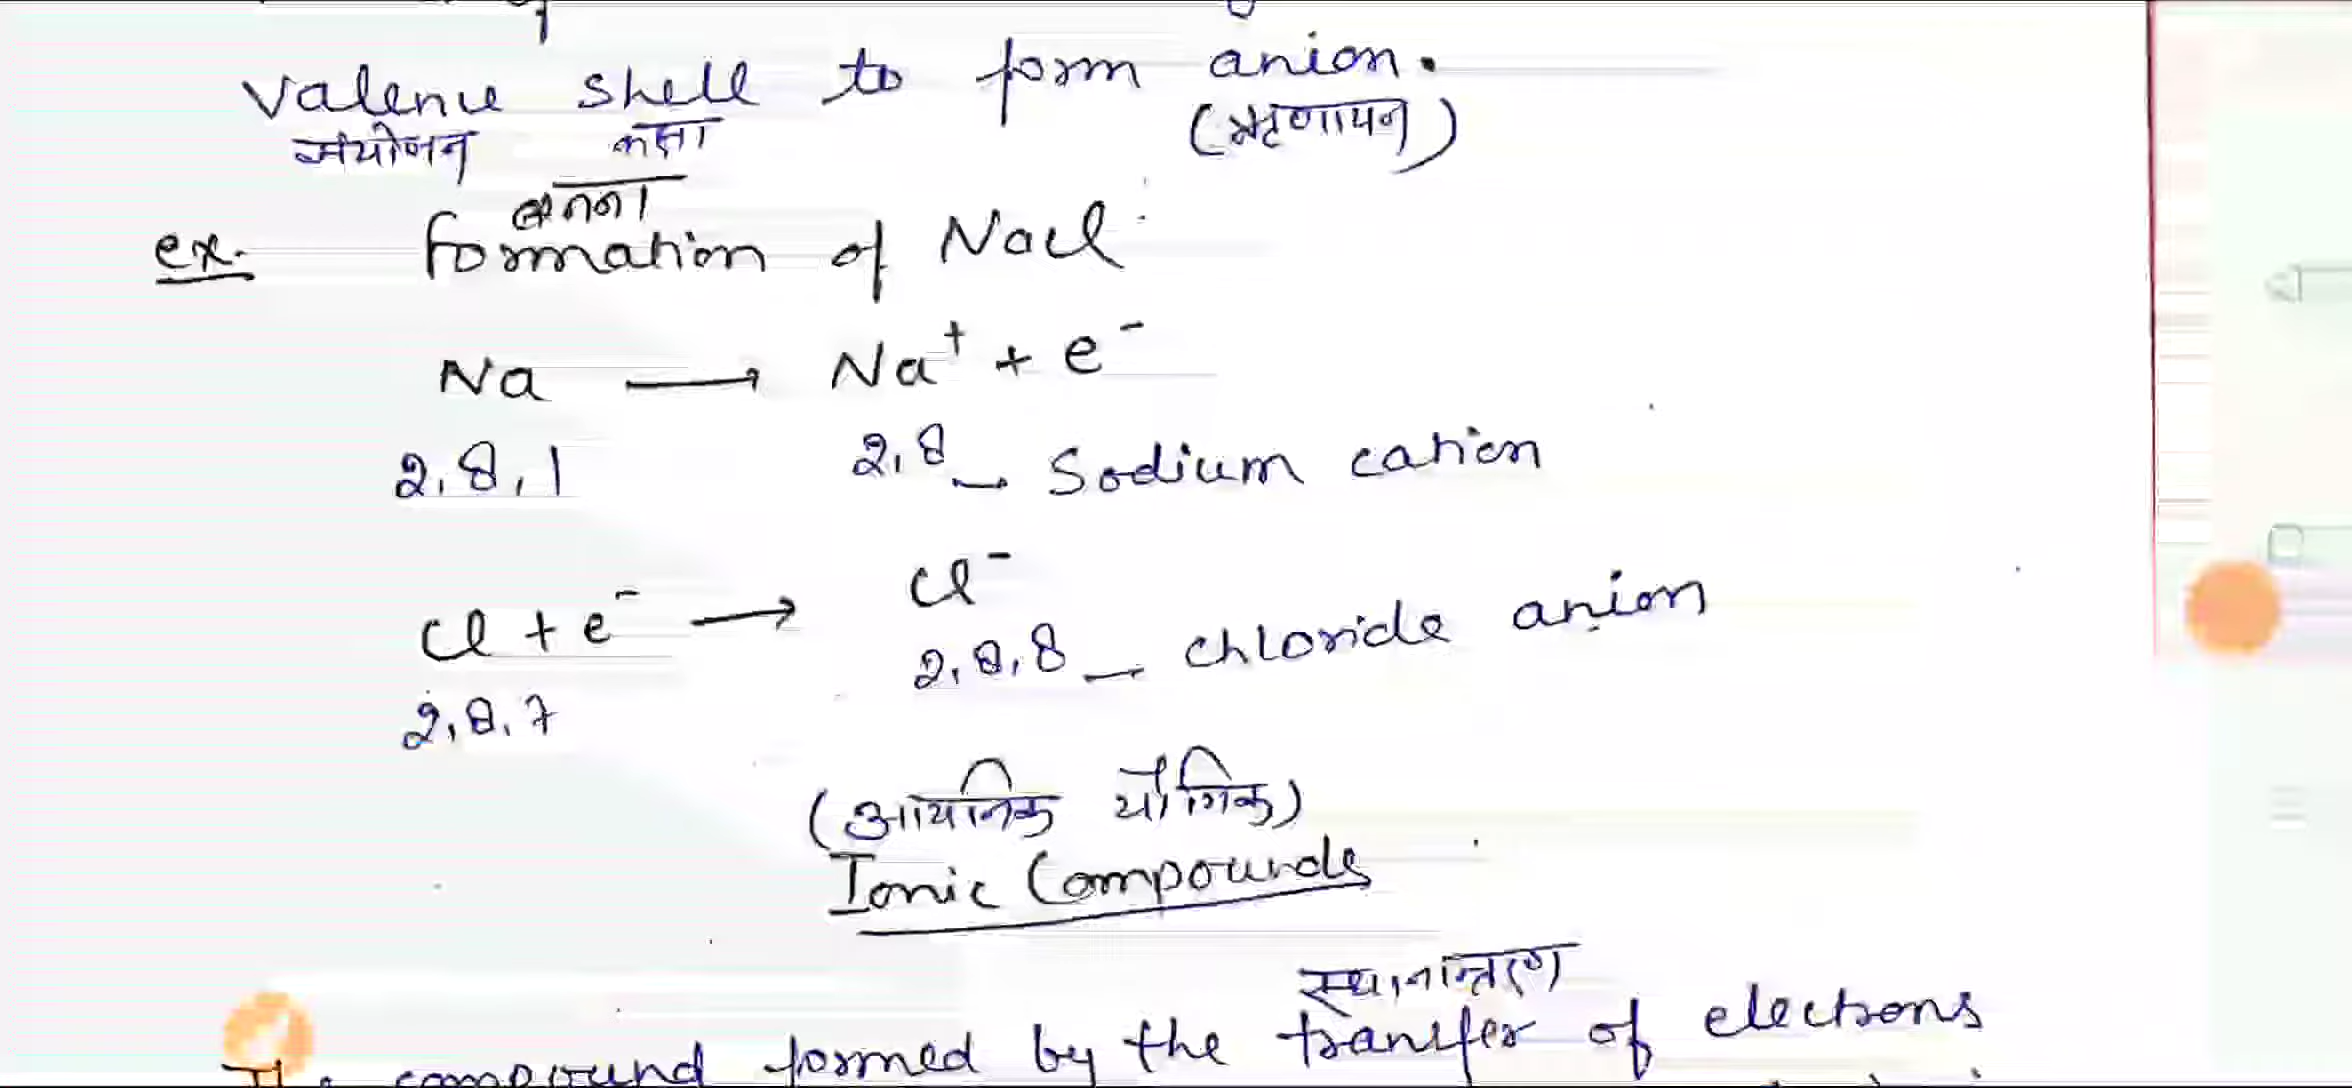 valence shell to form anion.
संयोजन कक्षा (ऋणायन)
बनना
ex. formation of NaCl
Na ⟶ Na⁺ + e⁻
2,8,1 2,8 – Sodium cation
Cl + e⁻ ⟶ Cl⁻
2,8,7 2,8,8 – chloride anion
(आयनिक यौगिक)
Ionic Compounds
स्थानान्तरण
compound formed by the transfer of electrons